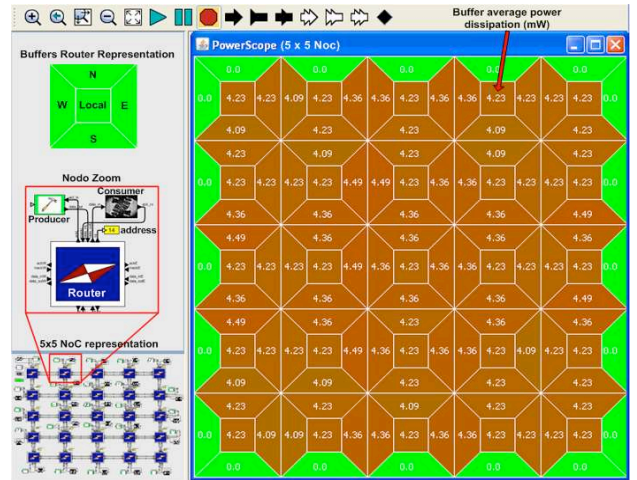 Buffer average power
dissipation (mW)
Buffers Router Representation
N
W Local E
S
Nodo Zoom
Consumer
Producer
14 address
Router
5x5 NoC representation
PowerScope (5 x 5 Noc)
0.0 0.0 0.0 0.0 0.0
0.0 4.23 4.23 4.09 4.23 4.36 4.36 4.23 4.36 4.36 4.23 4.23 4.23 4.23 0.0
4.09 4.23 4.23 4.09 4.23
4.23 4.09 4.23 4.09 4.23
0.0 4.23 4.23 4.23 4.23 4.49 4.49 4.23 4.36 4.36 4.23 4.23 4.23 4.23 0.0
4.36 4.36 4.36 4.36 4.49
4.49 4.36 4.36 4.36 4.23
0.0 4.23 4.23 4.23 4.23 4.49 4.36 4.23 4.36 4.36 4.23 4.23 4.23 4.23 0.0
4.36 4.36 4.23 4.36 4.49
4.49 4.36 4.23 4.36 4.36
0.0 4.23 4.23 4.23 4.23 4.49 4.36 4.23 4.36 4.23 4.23 4.09 4.23 4.23 0.0
4.09 4.09 4.23 4.23 4.23
4.23 4.23 4.09 4.23 4.23
0.0 4.23 4.09 4.09 4.23 4.36 4.36 4.23 4.36 4.36 4.23 4.23 4.23 4.23 0.0
0.0 0.0 0.0 0.0 0.0